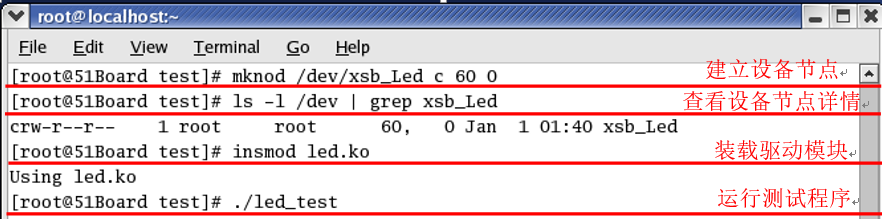 root@localhost:~
File Edit View Terminal Go Help
[root@51Board test]# mknod /dev/xsb_Led c 60 0 建立设备节点
[root@51Board test]# ls -l /dev | grep xsb_Led 查看设备节点详情
crw-r--r-- 1 root root 60, 0 Jan 1 01:40 xsb_Led
[root@51Board test]# insmod led.ko 装载驱动模块
Using led.ko
[root@51Board test]# ./led_test 运行测试程序